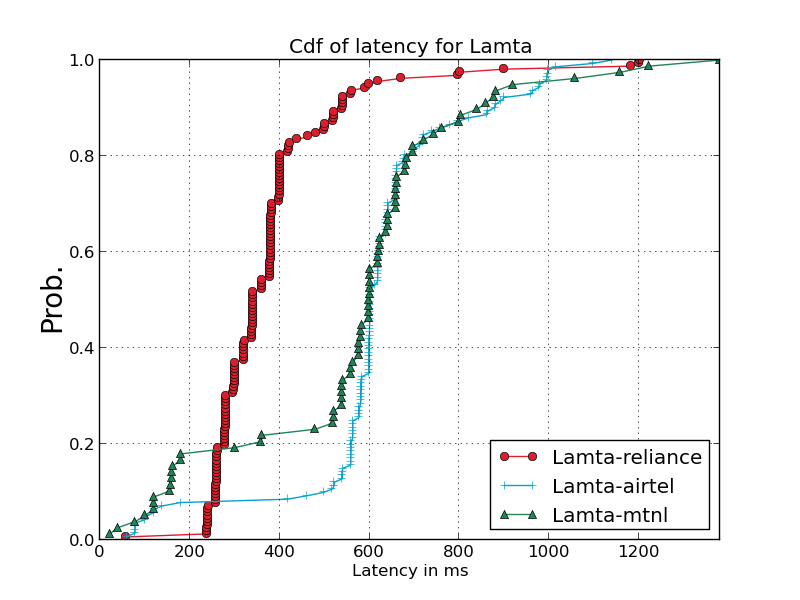 Cdf of latency for Lamta
1.0
0.8
0.6
0.4
0.2
0.0
Prob.
0 200 400 600 800 1000 1200
Latency in ms
Lamta-reliance
Lamta-airtel
Lamta-mtnl